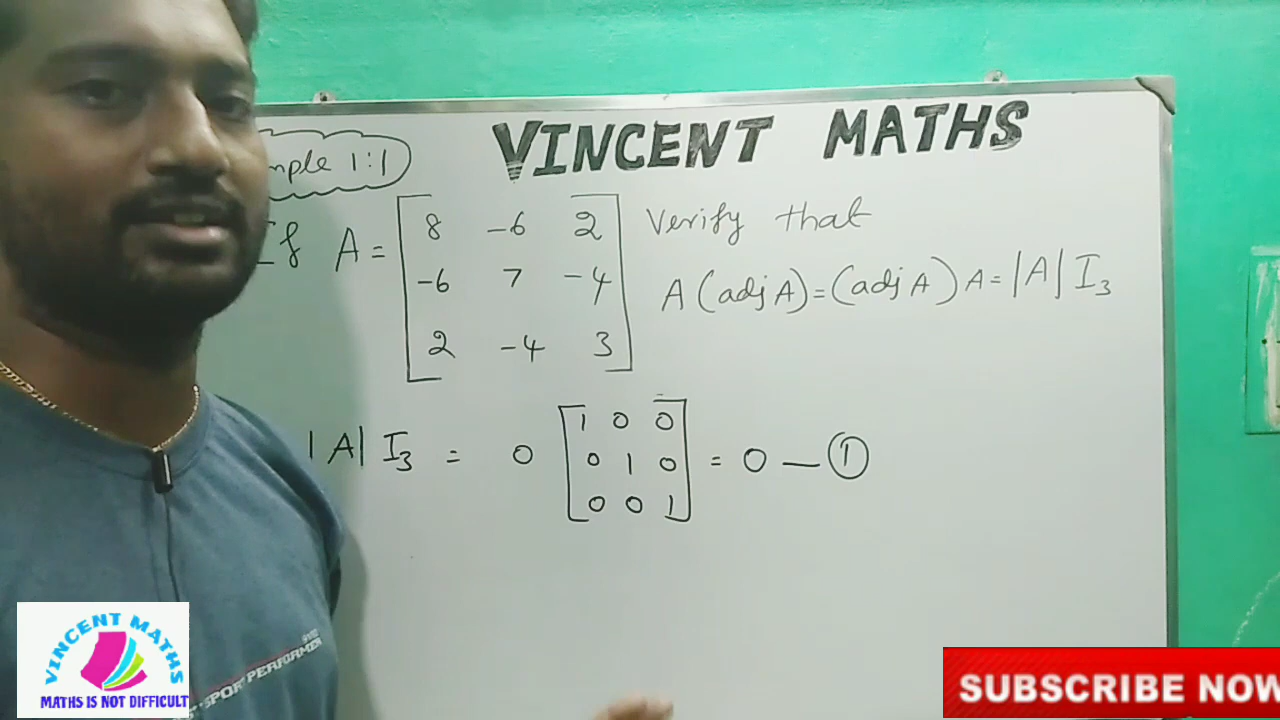 VINCENT MATHS
mple 1:1
If A = [ 8 -6 2 Verify that
-6 7 -4 A (adj A) = (adj A) A = |A| I₃
2 -4 3 ]
|A| I₃ = 0 [ 1 0 0
0 1 0 = 0 — ①
0 0 1 ]
VINCENT MATHS
MATHS IS NOT DIFFICULT
SPORT PERFORMER
SUBSCRIBE NOW